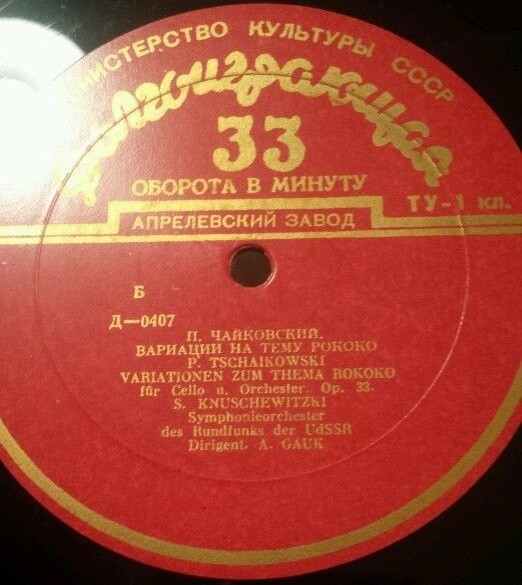 МИНИСТЕРСТВО КУЛЬТУРЫ СССР
Долгоиграющая
33
ОБОРОТА В МИНУТУ
ТУ-1 кл.
АПРЕЛЕВСКИЙ ЗАВОД
Б
Д—0407
П. ЧАЙКОВСКИЙ.
ВАРИАЦИИ НА ТЕМУ РОКОКО
P. TSCHAIKOWSKI
VARIATIONEN ZUM THEMA ROKOKO
für Cello u. Orchester. Op. 33.
S. KNUSCHEWITZKI
Symphonieorchester
des Rundfunks der UdSSR
Dirigent. A. GAUK